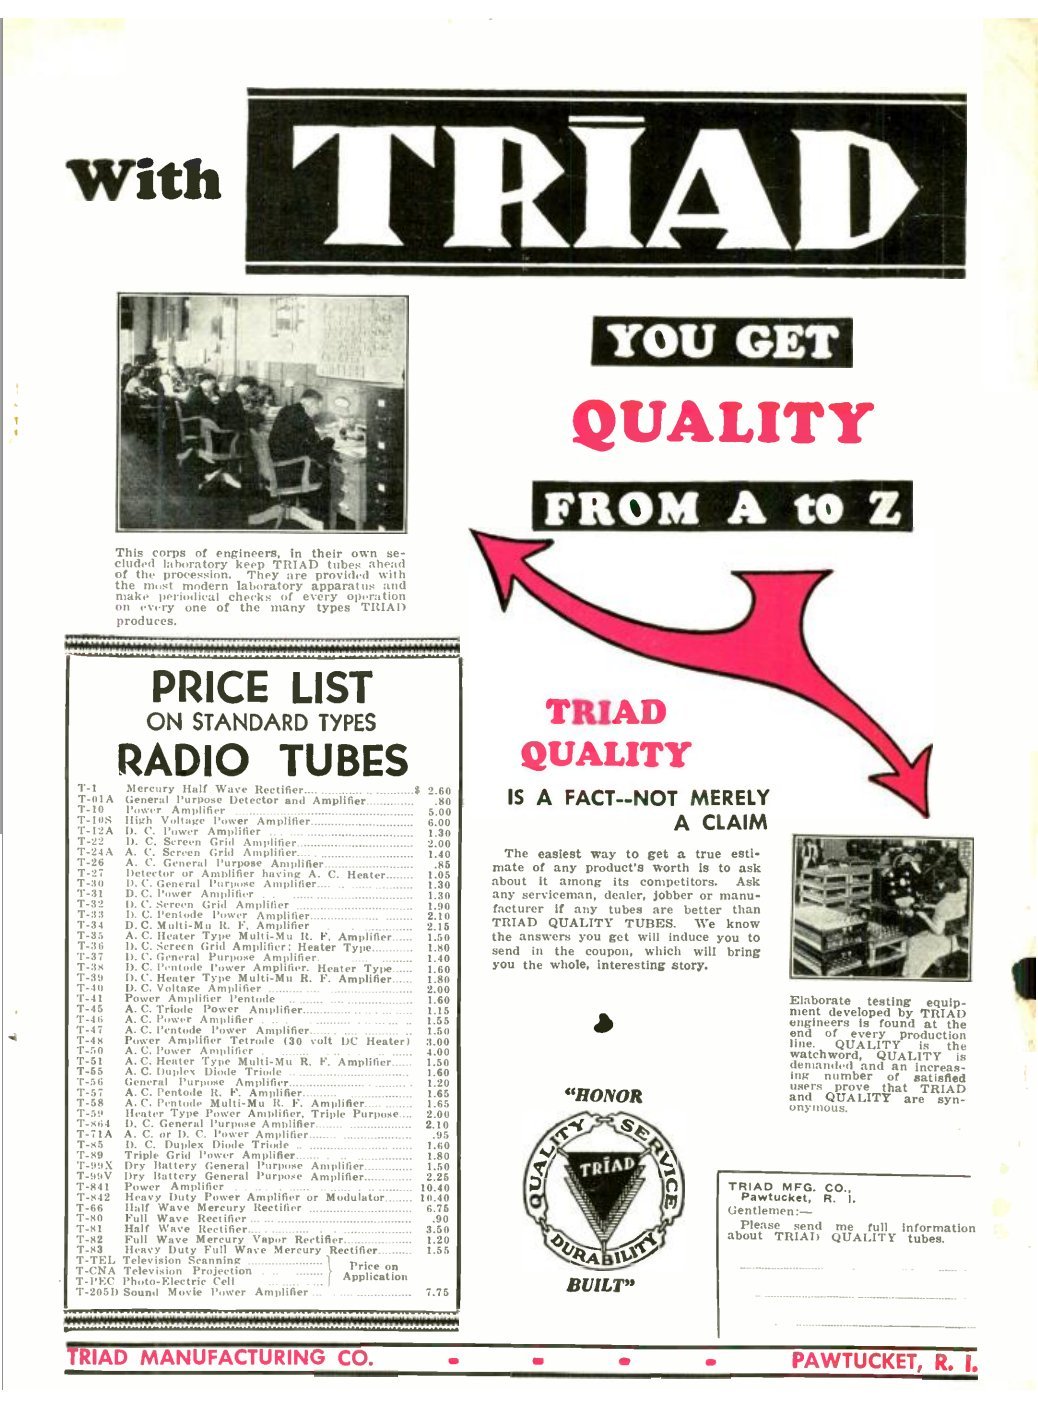 With TRIAD
YOU GET
QUALITY
FROM A to Z
This corps of engineers, in their own se-
cluded laboratory keep TRIAD tubes ahead
of the procession. They are provided with
the most modern laboratory apparatus and
make periodical checks of every operation
on every one of the many types TRIAD
produces.
PRICE LIST
ON STANDARD TYPES
RADIO TUBES
T-1 Mercury Half Wave Rectifier $ 2.60
T-01A General Purpose Detector and Amplifier .80
T-10 Power Amplifier 5.00
T-10S High Voltage Power Amplifier 6.00
T-12A D. C. Power Amplifier 1.30
T-22 D. C. Screen Grid Amplifier 2.00
T-24A A. C. Screen Grid Amplifier 1.40
T-26 A. C. General Purpose Amplifier .85
T-27 Detector or Amplifier having A. C. Heater 1.05
T-30 D. C. General Purpose Amplifier 1.30
T-31 D. C. Power Amplifier 1.30
T-32 D. C. Screen Grid Amplifier 1.90
T-33 D. C. Pentode Power Amplifier 2.10
T-34 D. C. Multi-Mu R. F. Amplifier 2.15
T-35 A. C. Heater Type Multi-Mu R. F. Amplifier 1.50
T-36 D. C. Screen Grid Amplifier: Heater Type 1.80
T-37 D. C. General Purpose Amplifier 1.40
T-38 D. C. Pentode Power Amplifier. Heater Type 1.60
T-39 D. C. Heater Type Multi-Mu R. F. Amplifier 1.80
T-40 D. C. Voltage Amplifier 2.00
T-41 Power Amplifier Pentode 1.60
T-45 A. C. Triode Power Amplifier 1.15
T-46 A. C. Power Amplifier 1.55
T-47 A. C. Pentode Power Amplifier 1.50
T-48 Power Amplifier Tetrode (30 volt DC Heater) 3.00
T-50 A. C. Power Amplifier 4.00
T-51 A. C. Heater Type Multi-Mu R. F. Amplifier 1.50
T-55 A. C. Duplex Diode Triode 1.60
T-56 General Purpose Amplifier 1.20
T-57 A. C. Pentode R. F. Amplifier 1.65
T-58 A. C. Pentode Multi-Mu R. F. Amplifier 1.65
T-59 Heater Type Power Amplifier, Triple Purpose 2.00
T-864 D. C. General Purpose Amplifier 2.10
T-71A A. C. or D. C. Power Amplifier .95
T-85 D. C. Duplex Diode Triode 1.60
T-89 Triple Grid Power Amplifier 1.80
T-99X Dry Battery General Purpose Amplifier 1.50
T-99V Dry Battery General Purpose Amplifier 2.25
T-841 Power Amplifier 10.40
T-842 Heavy Duty Power Amplifier or Modulator 10.40
T-66 Half Wave Mercury Rectifier 6.75
T-80 Full Wave Rectifier .90
T-81 Half Wave Rectifier 3.50
T-82 Full Wave Mercury Vapor Rectifier 1.20
T-83 Heavy Duty Full Wave Mercury Rectifier 1.55
T-TEL Television Scanning
T-CNA Television Projection
T-PEC Photo-Electric Cell
Price on
Application
T-205D Sound Movie Power Amplifier 7.75
TRIAD
QUALITY
IS A FACT--NOT MERELY
A CLAIM
The easiest way to get a true esti-
mate of any product's worth is to ask
about it among its competitors. Ask
any serviceman, dealer, jobber or manu-
facturer if any tubes are better than
TRIAD QUALITY TUBES. We know
the answers you get will induce you to
send in the coupon, which will bring
you the whole, interesting story.
Elaborate testing equip-
ment developed by TRIAD
engineers is found at the
end of every production
line. QUALITY is the
watchword, QUALITY is
demanded and an increas-
ing number of satisfied
users prove that TRIAD
and QUALITY are syn-
onymous.
"HONOR
QUALITY SERVICE
TRIAD
DURABILITY
BUILT"
TRIAD MFG. CO.,
Pawtucket, R. I.
Gentlemen:—
Please send me full information
about TRIAD QUALITY tubes.
TRIAD MANUFACTURING CO. PAWTUCKET, R. I.